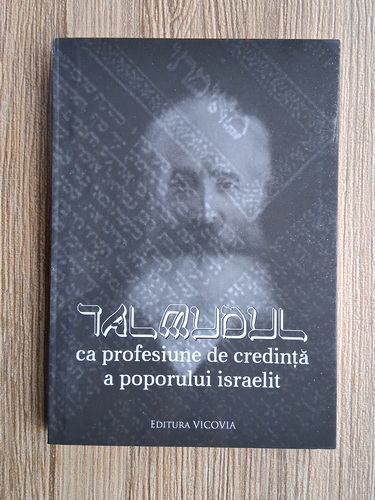 TALMUDUL
ca profesiune de credință
a poporului israelit
EDITURA VICOVIA